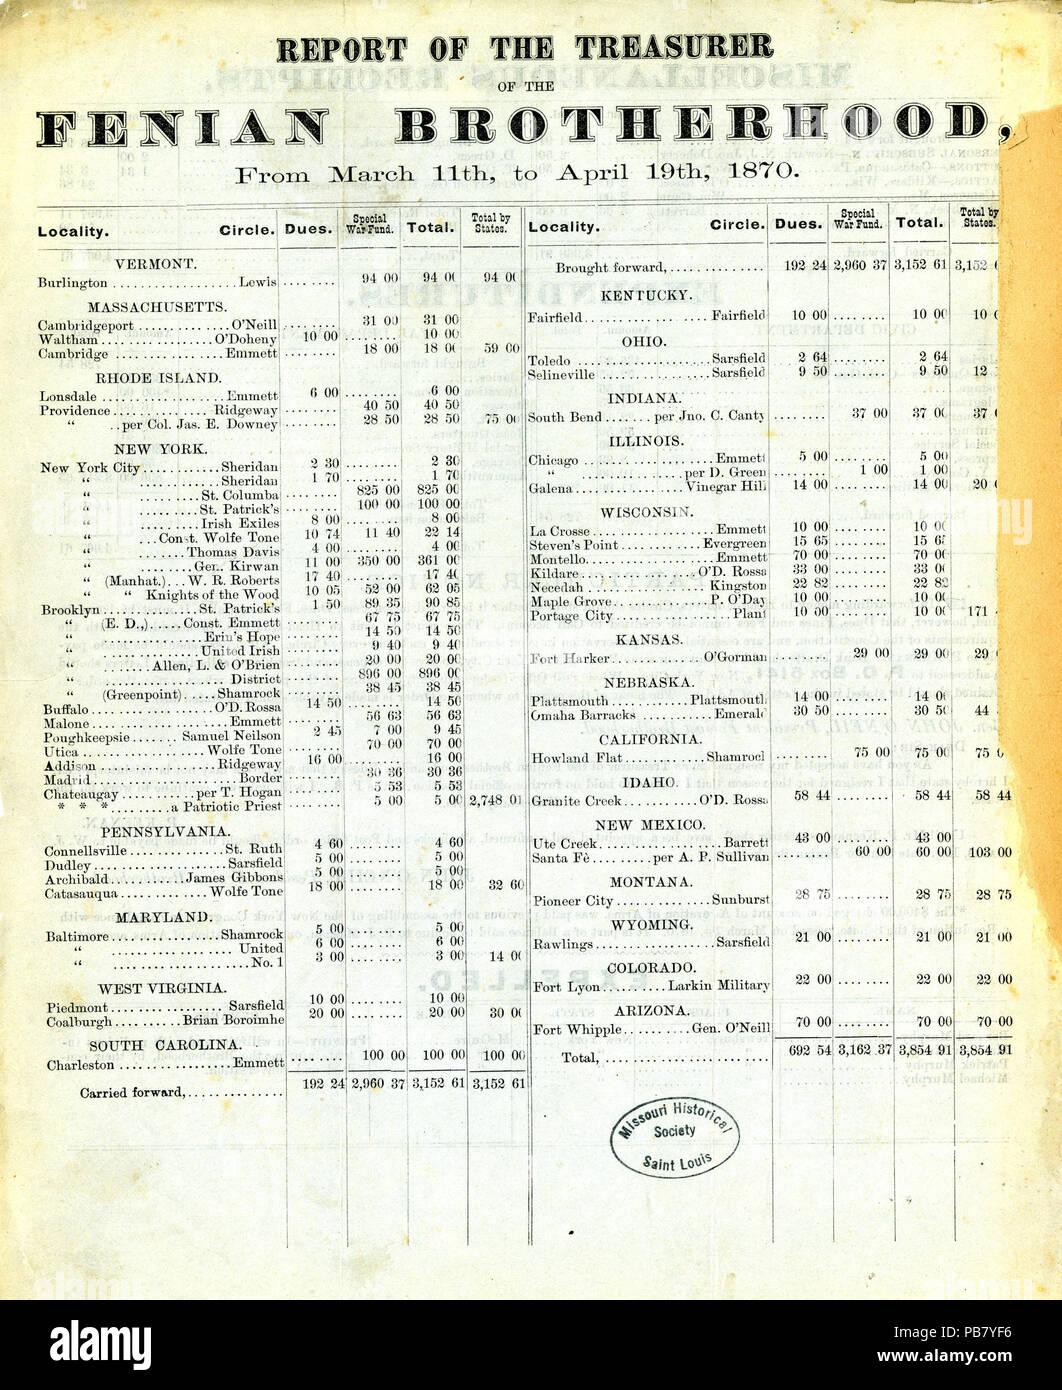 REPORT OF THE TREASURER
OF THE
FENIAN BROTHERHOOD,
From March 11th, to April 19th, 1870.
Locality. Circle. Dues. Special War Fund. Total. Total by States.
VERMONT.
Burlington Lewis ........ 94 00 94 00 94 00
MASSACHUSETTS.
Cambridgeport O'Neill ........ 31 00 31 00
Waltham O'Doheny 10 00 ........ 10 00
Cambridge Emmett ........ 18 00 18 00 59 00
RHODE ISLAND.
Lonsdale Emmett 6 00 ........ 6 00
Providence Ridgeway ........ 40 50 40 50
" ..per Col. Jas. E. Downey ........ 28 50 28 50 75 00
NEW YORK.
New York City Sheridan 2 30 ........ 2 30
" Sheridan 1 70 ........ 1 70
" St. Columba ........ 825 00 825 00
" St. Patrick's ........ 100 00 100 00
" Irish Exiles 8 00 ........ 8 00
" Const. Wolfe Tone 10 74 11 40 22 14
" Thomas Davis 4 00 ........ 4 00
" Gen. Kirwan 11 00 350 00 361 00
" (Manhat.) W. R. Roberts 17 40 ........ 17 40
" " Knights of the Wood 10 05 52 00 62 05
Brooklyn St. Patrick's 1 50 89 35 90 85
" (E. D.,) Const. Emmett ........ 67 75 67 75
" Erin's Hope ........ 14 50 14 50
" United Irish ........ 9 40 9 40
" Allen, L. & O'Brien ........ 20 00 20 00
" District ........ 896 00 896 00
" (Greenpoint) Shamrock ........ 38 45 38 45
Buffalo O'D. Rossa 14 50 ........ 14 50
Malone Emmett ........ 56 63 56 63
Poughkeepsie Samuel Neilson 2 45 7 00 9 45
Utica Wolfe Tone ........ 70 00 70 00
Addison Ridgeway 16 00 ........ 16 00
Madrid Border ........ 30 36 30 36
Chateaugay per T. Hogan ........ 5 53 5 53
* * * a Patriotic Priest ........ 5 00 5 00 2,748 01
PENNSYLVANIA.
Connellsville St. Ruth 4 60 ........ 4 60
Dudley Sarsfield 5 00 ........ 5 00
Archibald James Gibbons 5 00 ........ 5 00
Catasauqua Wolfe Tone 18 00 ........ 18 00 32 60
MARYLAND.
Baltimore Shamrock 5 00 ........ 5 00
" United 6 00 ........ 6 00
" No. 1 3 00 ........ 3 00 14 00
WEST VIRGINIA.
Piedmont Sarsfield 10 00 ........ 10 00
Coalburgh Brian Boroimhe 20 00 ........ 20 00 30 00
SOUTH CAROLINA.
Charleston Emmett ........ 100 00 100 00 100 00
Carried forward, 192 24 2,960 37 3,152 61 3,152 61
Locality. Circle. Dues. Special War Fund. Total. Total by States.
Brought forward, 192 24 2,960 37 3,152 61 3,152
KENTUCKY.
Fairfield Fairfield 10 00 ........ 10 00 10
OHIO.
Toledo Sarsfield 2 64 ........ 2 64
Selineville Sarsfield 9 50 ........ 9 50 12
INDIANA.
South Bend per Jno. C. Canty ........ 37 00 37 00 37
ILLINOIS.
Chicago Emmett 5 00 ........ 5 00
" per D. Green ........ 1 00 1 00
Galena Vinegar Hill 14 00 ........ 14 00 20
WISCONSIN.
La Crosse Emmett 10 00 ........ 10 00
Steven's Point Evergreen 15 65 ........ 15 65
Montello Emmett 70 00 ........ 70 00
Kildare O'D. Rossa 33 00 ........ 33 00
Necedah Kingston 22 82 ........ 22 82
Maple Grove P. O'Day 10 00 ........ 10 00
Portage City Plant 10 00 ........ 10 00 171
KANSAS.
Fort Harker O'Gorman ........ 29 00 29 00 29
NEBRASKA.
Plattsmouth Plattsmouth 14 00 ........ 14 00
Omaha Barracks Emerald 30 50 ........ 30 50 44
CALIFORNIA.
Howland Flat Shamrock ........ 75 00 75 00 75
IDAHO.
Granite Creek O'D. Rossa 58 44 ........ 58 44 58 44
NEW MEXICO.
Ute Creek Barrett 43 00 ........ 43 00
Santa Fè per A. P. Sullivan ........ 60 00 60 00 103 00
MONTANA.
Pioneer City Sunburst 28 75 ........ 28 75 28 75
WYOMING.
Rawlings Sarsfield 21 00 ........ 21 00 21 00
COLORADO.
Fort Lyon Larkin Military 22 00 ........ 22 00 22 00
ARIZONA.
Fort Whipple Gen. O'Neill 70 00 ........ 70 00 70 00
Total, 692 54 3,162 37 3,854 91 3,854 91
Missouri Historical
Society
Saint Louis
alamy
Image ID: PB7YF6
www.alamy.com